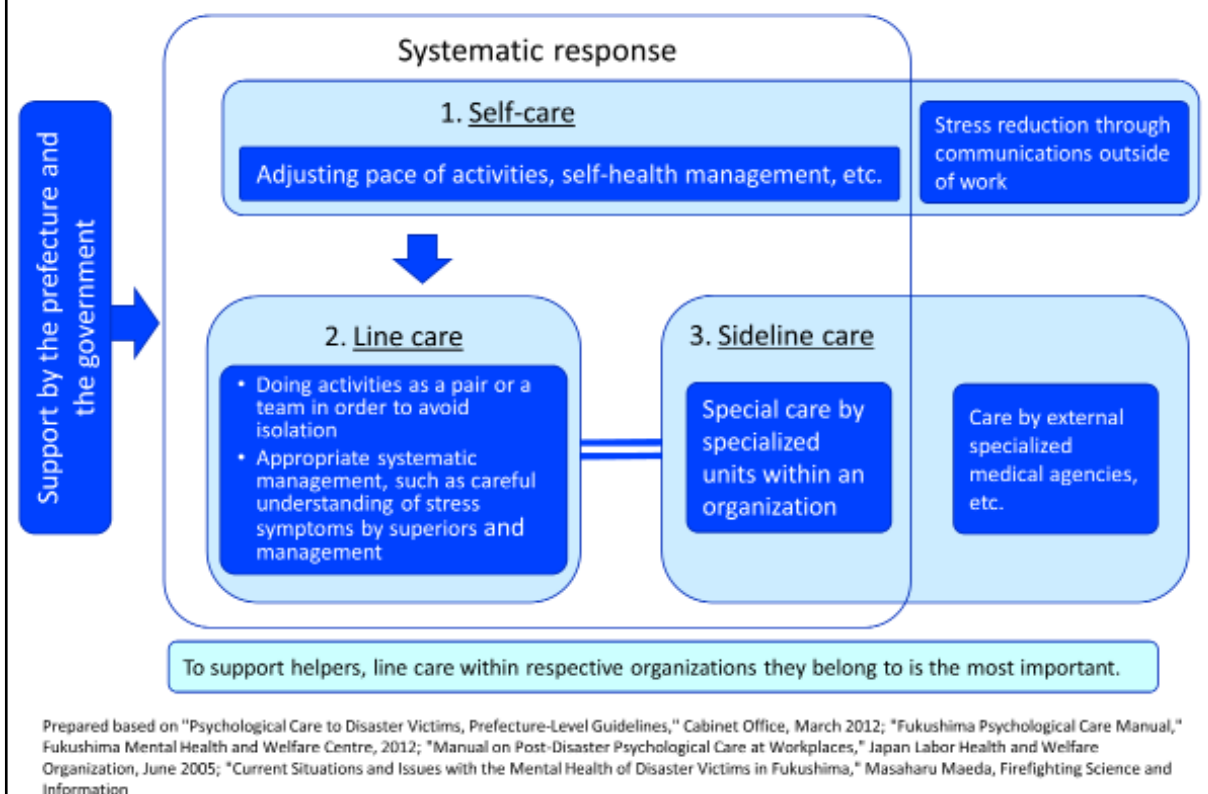 Systematic response
Support by the prefecture and
the government
1. Self-care
Adjusting pace of activities, self-health management, etc.
Stress reduction through
communications outside
of work
2. Line care
• Doing activities as a pair or a
team in order to avoid
isolation
• Appropriate systematic
management, such as careful
understanding of stress
symptoms by superiors and
management
3. Sideline care
Special care by
specialized
units within an
organization
Care by external
specialized
medical agencies,
etc.
To support helpers, line care within respective organizations they belong to is the most important.
Prepared based on "Psychological Care to Disaster Victims, Prefecture-Level Guidelines," Cabinet Office, March 2012; "Fukushima Psychological Care Manual,"
Fukushima Mental Health and Welfare Centre, 2012; "Manual on Post-Disaster Psychological Care at Workplaces," Japan Labor Health and Welfare
Organization, June 2005; "Current Situations and Issues with the Mental Health of Disaster Victims in Fukushima," Masaharu Maeda, Firefighting Science and
Information